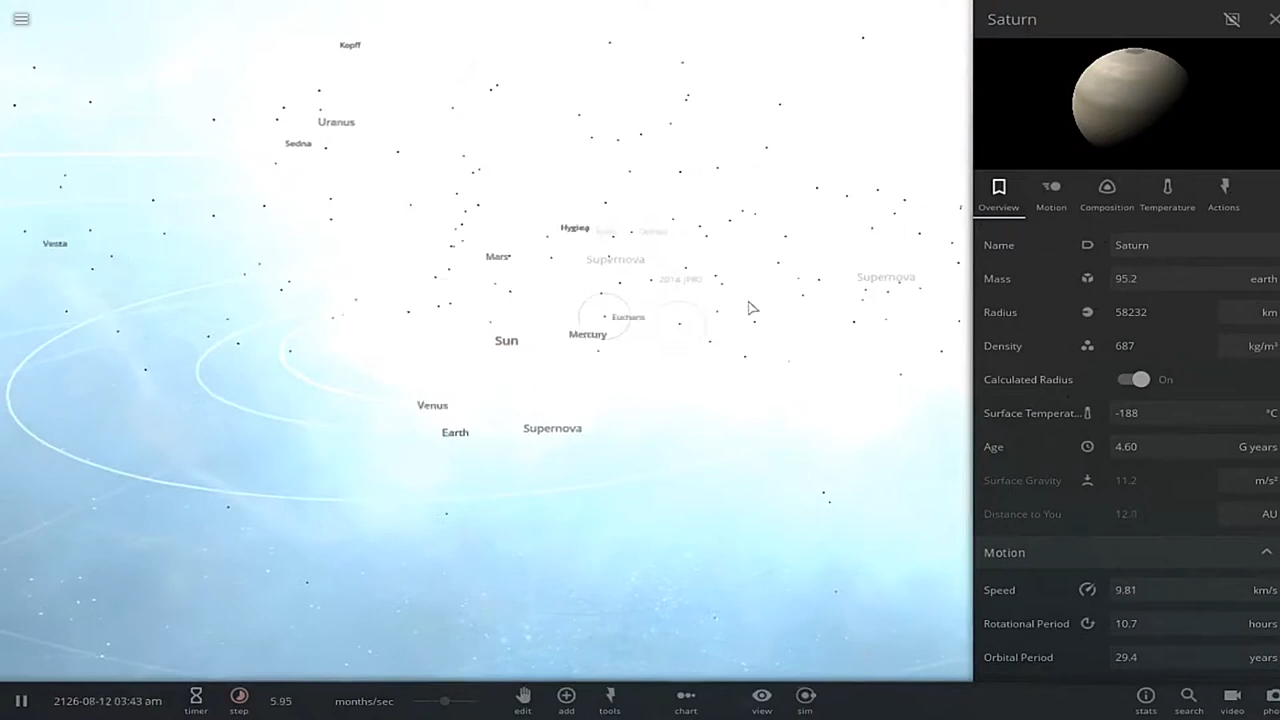 Saturn
Kopff
Uranus
Sedna
Vesta
Hygiea
Mars
Supernova
Supernova
2014 JP80
Eucharis
Mercury
Sun
Venus
Earth
Supernova
Overview Motion Composition Temperature Actions
Name Saturn
Mass 95.2 earth
Radius 58232 km
Density 687 kg/m³
Calculated Radius On
Surface Temperat... -188 °C
Age 4.60 G years
Surface Gravity 11.2 m/s²
Distance to You AU
Motion
Speed 9.81 km/s
Rotational Period 10.7 hours
Orbital Period 29.4 years
2126-08-12 03:43 am timer step 5.95 months/sec edit add tools chart view sim stats search video pho